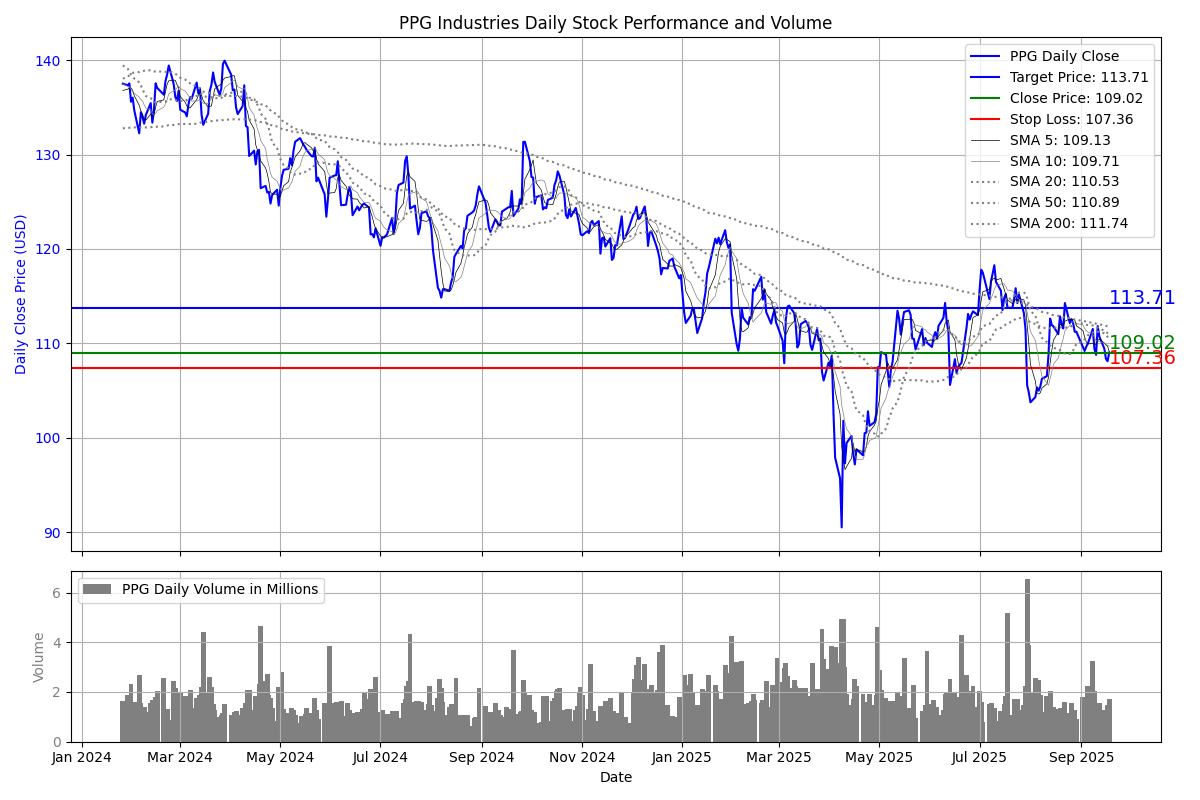 PPG Industries Daily Stock Performance and Volume
Daily Close Price (USD)
140
130
120
110
100
90
PPG Daily Close
Target Price: 113.71
Close Price: 109.02
Stop Loss: 107.36
SMA 5: 109.13
SMA 10: 109.71
SMA 20: 110.53
SMA 50: 110.89
SMA 200: 111.74
113.71
109.02
107.36
Volume
6
4
2
0
PPG Daily Volume in Millions
Jan 2024 Mar 2024 May 2024 Jul 2024 Sep 2024 Nov 2024 Jan 2025 Mar 2025 May 2025 Jul 2025 Sep 2025
Date